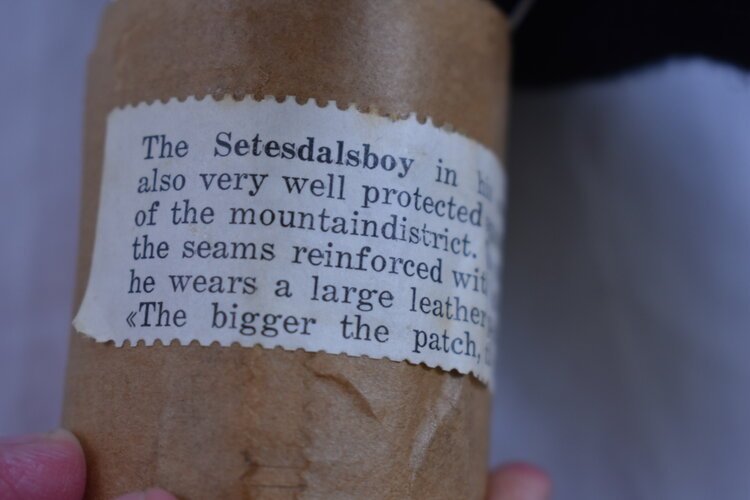 The Setesdalsboy in
also very well protected
of the mountaindistrict.
the seams reinforced
he wears a large leather
«The bigger the patch,